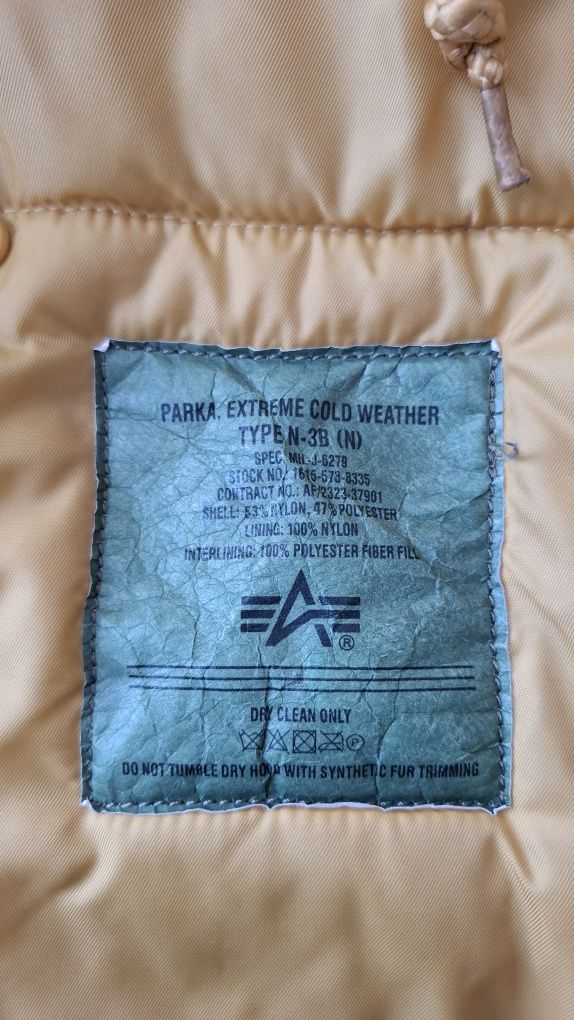 PARKA, EXTREME COLD WEATHER
TYPE N-3B (N)
SPEC. MIL-J-6279
STOCK NO.: 1615-573-8335
CONTRACT NO.: AF/2323-37901
SHELL: 53% NYLON, 47% POLYESTER
LINING: 100% NYLON
INTERLINING: 100% POLYESTER FIBER FILL
®
DRY CLEAN ONLY
P
DO NOT TUMBLE DRY HOOD WITH SYNTHETIC FUR TRIMMING